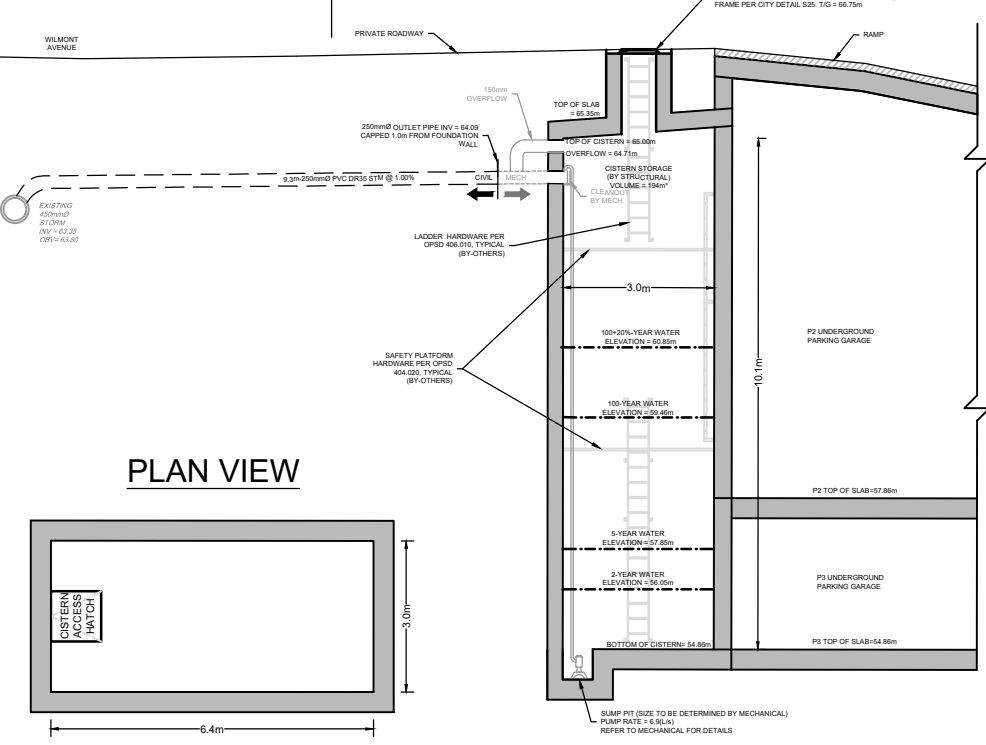 FRAME PER CITY DETAIL S25. T/G = 66.75m
WILMONT
AVENUE
PRIVATE ROADWAY
RAMP
150mm
OVERFLOW
TOP OF SLAB
= 65.35m
250mmØ OUTLET PIPE INV = 64.09
CAPPED 1.0m FROM FOUNDATION
WALL
TOP OF CISTERN = 65.00m
OVERFLOW = 64.71m
CISTERN STORAGE
(BY STRUCTURAL)
VOLUME = 194m³
9.3m-250mmØ PVC DR35 STM @ 1.00%
CIVIL
MECH
CLEANOUT
BY MECH.
EXISTING
450mmØ
STORM
INV = 63.35
OBV= 63.80
LADDER HARDWARE PER
OPSD 406.010, TYPICAL
(BY-OTHERS)
3.0m
100+20%-YEAR WATER
ELEVATION = 60.85m
P2 UNDERGROUND
PARKING GARAGE
SAFETY PLATFORM
HARDWARE PER OPSD
404.020, TYPICAL
(BY-OTHERS)
10.1m
100-YEAR WATER
ELEVATION = 59.46m
PLAN VIEW
P2 TOP OF SLAB=57.86m
5-YEAR WATER
ELEVATION = 57.85m
2-YEAR WATER
ELEVATION = 56.05m
P3 UNDERGROUND
PARKING GARAGE
CISTERN
ACCESS
HATCH
3.0m
BOTTOM OF CISTERN= 54.86m
P3 TOP OF SLAB=54.86m
6.4m
SUMP PIT (SIZE TO BE DETERMINED BY MECHANICAL)
PUMP RATE = 6.9(L/s)
REFER TO MECHANICAL FOR DETAILS